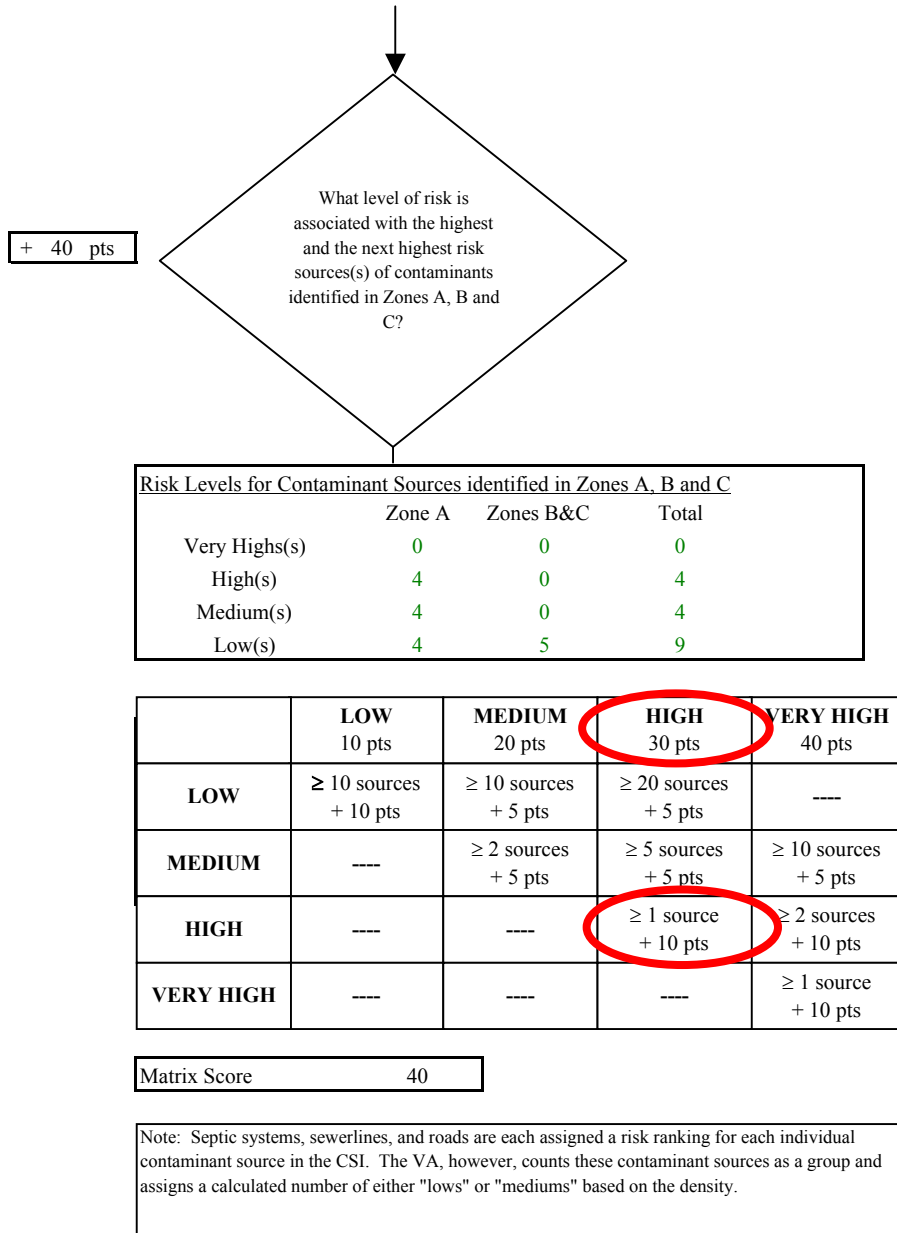 What level of risk is
associated with the highest
and the next highest risk
sources(s) of contaminants
identified in Zones A, B and
C?
+ 40 pts
Risk Levels for Contaminant Sources identified in Zones A, B and C
Zone A Zones B&C Total
Very Highs(s) 0 0 0
High(s) 4 0 4
Medium(s) 4 0 4
Low(s) 4 5 9
LOW MEDIUM HIGH VERY HIGH
10 pts 20 pts 30 pts 40 pts
LOW ≥ 10 sources ≥ 10 sources ≥ 20 sources ----
+ 10 pts + 5 pts + 5 pts
MEDIUM ---- ≥ 2 sources ≥ 5 sources ≥ 10 sources
+ 5 pts + 5 pts + 5 pts
HIGH ---- ---- ≥ 1 source ≥ 2 sources
+ 10 pts + 10 pts
VERY HIGH ---- ---- ---- ≥ 1 source
+ 10 pts
Matrix Score 40
Note: Septic systems, sewerlines, and roads are each assigned a risk ranking for each individual
contaminant source in the CSI. The VA, however, counts these contaminant sources as a group and
assigns a calculated number of either "lows" or "mediums" based on the density.